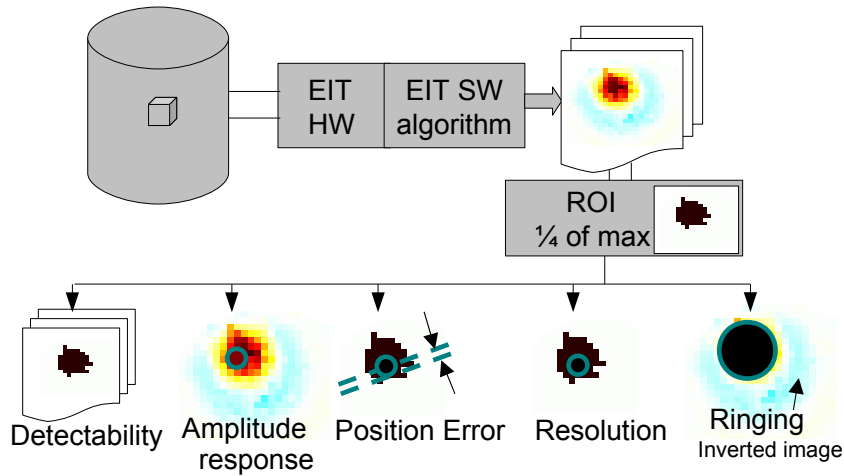 EIT
HW
EIT SW
algorithm
ROI
¼ of max
Detectability
Amplitude
response
Position Error
Resolution
Ringing
Inverted image